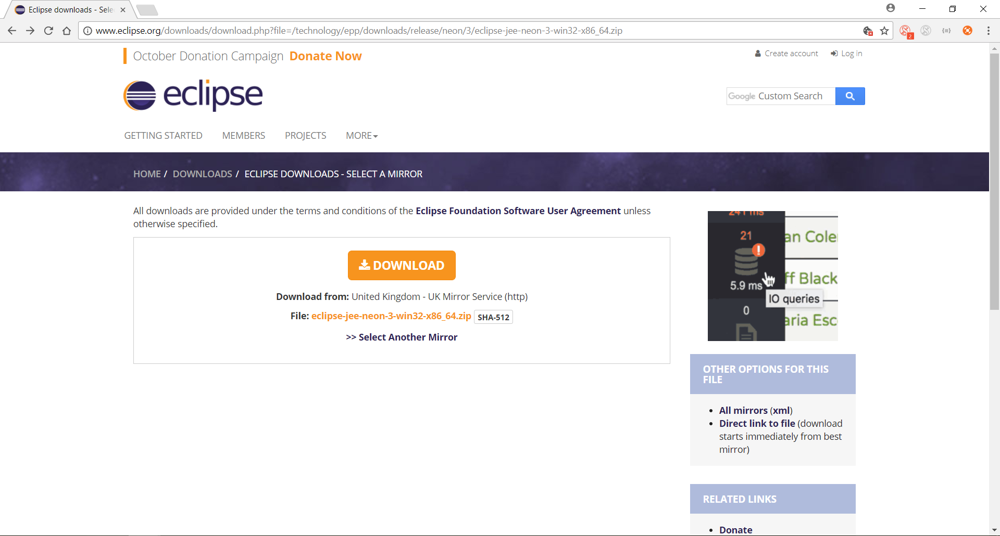 Eclipse downloads - Sele
www.eclipse.org/downloads/download.php?file=/technology/epp/downloads/release/neon/3/eclipse-jee-neon-3-win32-x86_64.zip
2
October Donation Campaign Donate Now
Create account
Log in
eclipse
Google Custom Search
GETTING STARTED
MEMBERS
PROJECTS
MORE
HOME / DOWNLOADS / ECLIPSE DOWNLOADS - SELECT A MIRROR
All downloads are provided under the terms and conditions of the Eclipse Foundation Software User Agreement unless
otherwise specified.
DOWNLOAD
Download from: United Kingdom - UK Mirror Service (http)
File: eclipse-jee-neon-3-win32-x86_64.zip SHA-512
>> Select Another Mirror
241 ms
21
an Cole
ff Black
5.9 ms
IO queries
0
aria Esc
OTHER OPTIONS FOR THIS
FILE
• All mirrors (xml)
• Direct link to file (download
starts immediately from best
mirror)
RELATED LINKS
• Donate